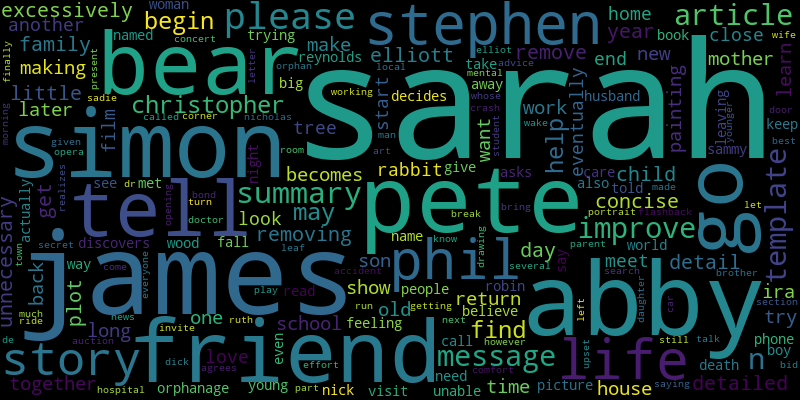 excessively another woman begin concert named trying please stephen home year article
family making bear reynolds make elliott remove book close wife
finally little big present take elliot new mother learn
later orphan letter start local mental advice end sarah painting
christopher sadie working decides whose husband leaving door
morning simon film called corner nicholas tree crash student man work eventually younger keep
given opera room art want help wake sammy best
actually tell see dr met night becomes rabbit give asks care child
realizes turn opening bond summary pete also told made go template
unnecessary get discovers doctor look may break bring concise portrait flashback let
town secret wood fall removing name know drawing improve parent
back way leaf phil son day several world meet detail brother
james everyone come accident show people robin say search daughter ira
plot long news play read old return believe abby car section try
much ride one ruth run getting next find phone boy
de auction invite school feeling call however message left still talk bid
story friend dick even effort need comfort upset life death n
together love agrees young part nick visit unable time picture house saying detailed
hospital orphanage